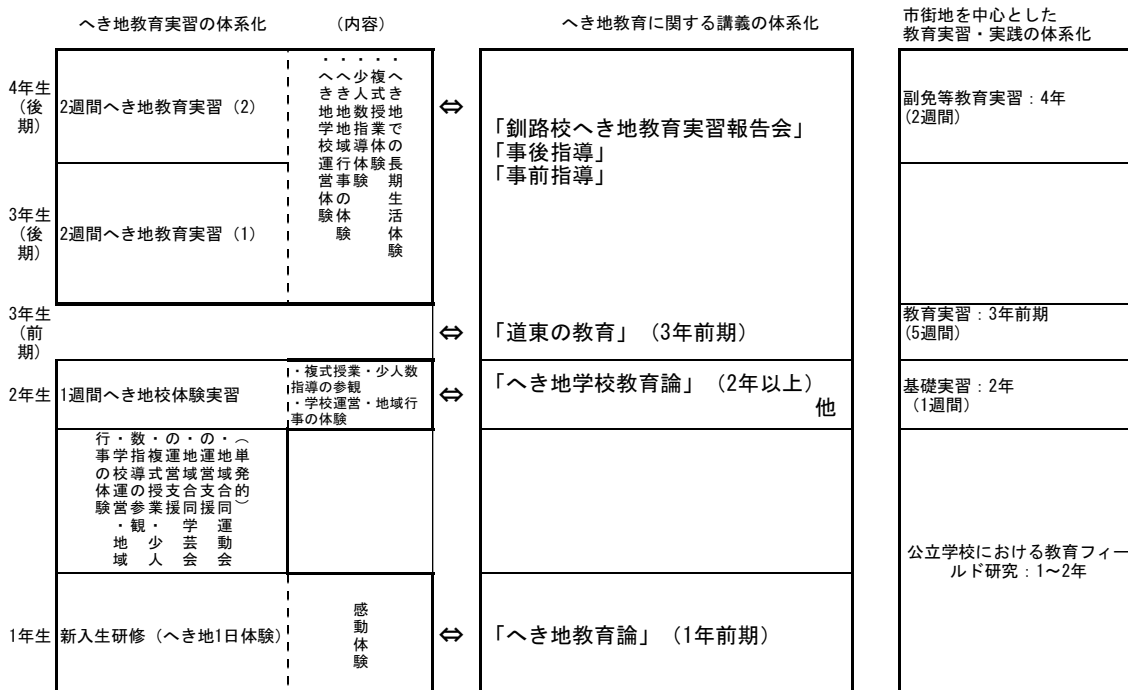 へき地教育実習の体系化
(内容)
へき地教育に関する講義の体系化
市街地を中心とした
教育実習・実践の体系化
4年生
(後
期)
2週間へき地教育実習(2)
・へき地での長期生活体験
・複式授業体験
・少人数指導体験
・へき地地域行事の体験
・へき地学校運営体験
⇔
「釧路校へき地教育実習報告会」
「事後指導」
「事前指導」
副免等教育実習:4年
(2週間)
3年生
(後
期)
2週間へき地教育実習(1)
3年生
(前
期)
⇔
「道東の教育」(3年前期)
教育実習:3年前期
(5週間)
2年生
1週間へき地校体験実習
・複式授業・少人数
指導の参観
・学校運営・地域行
事の体験
⇔
「へき地学校教育論」(2年以上)
他
基礎実習:2年
(1週間)
(単発的)
・地域合同運動会
の運営支援
・地域合同学芸会
の運営支援
・複式授業・少人
数指導の参観
・学校運営・地域
行事の体験
公立学校における教育フィー
ルド研究:1~2年
1年生
新入生研修(へき地1日体験)
感動体験
⇔
「へき地教育論」(1年前期)